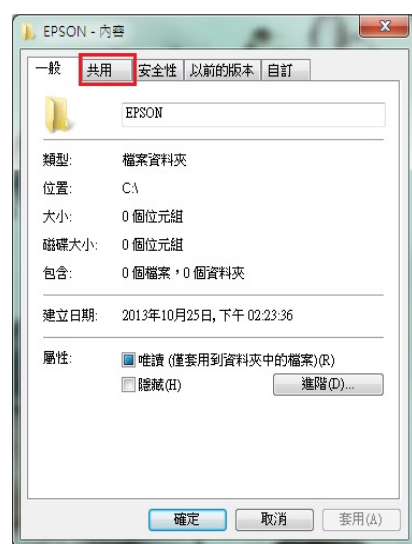 EPSON - 內容
一般 共用 安全性 以前的版本 自訂
EPSON
類型: 檔案資料夾
位置: C:\
大小: 0 個位元組
磁碟大小: 0 個位元組
包含: 0 個檔案，0 個資料夾
建立日期: 2013年10月25日, 下午 02:23:36
屬性: 唯讀 (僅套用到資料夾中的檔案)(R)
隱藏(H) 進階(D)...
確定 取消 套用(A)